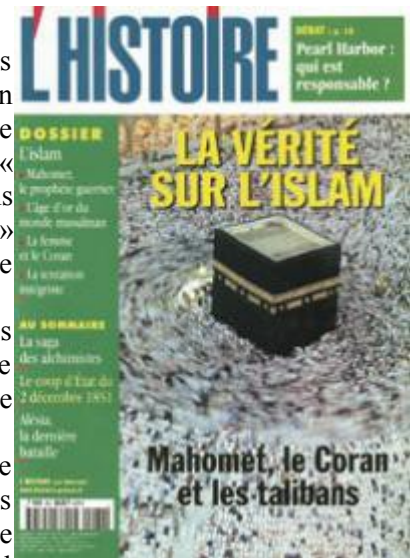 s
n
e
«
s
»
e
s
e
e
e
s
e
L'HISTOIRE
DÉBAT : p. 18
Pearl Harbor :
qui est
responsable ?
DOSSIER
L'islam
Mahomet,
le prophète guerrier
L'âge d'or du
monde musulman
La femme
et le Coran
La tentation
intégriste
AU SOMMAIRE
La saga
des alchimistes
Le coup d'État du
2 décembre 1851
Alésia,
la dernière
bataille
LA VÉRITÉ
SUR L'ISLAM
Mahomet, le Coran
et les talibans